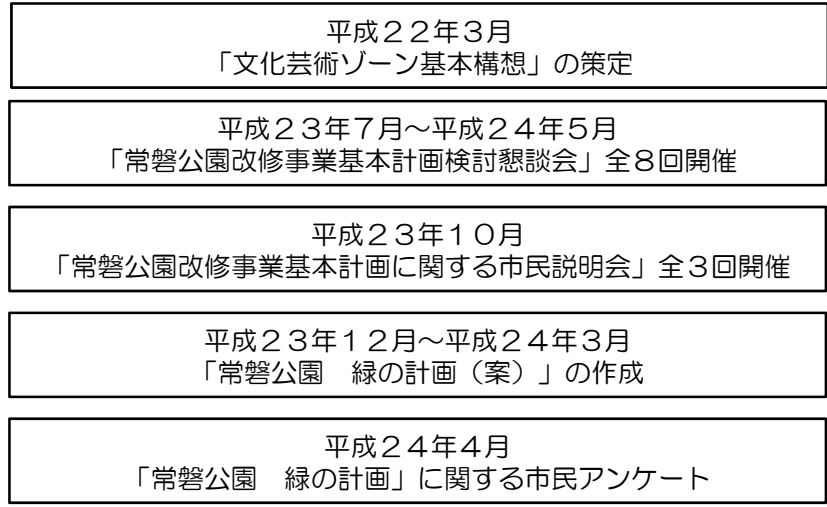 平成２２年３月
「文化芸術ゾーン基本構想」の策定
平成２３年７月～平成２４年５月
「常磐公園改修事業基本計画検討懇談会」全８回開催
平成２３年１０月
「常磐公園改修事業基本計画に関する市民説明会」全３回開催
平成２３年１２月～平成２４年３月
「常磐公園　緑の計画（案）」の作成
平成２４年４月
「常磐公園　緑の計画」に関する市民アンケート